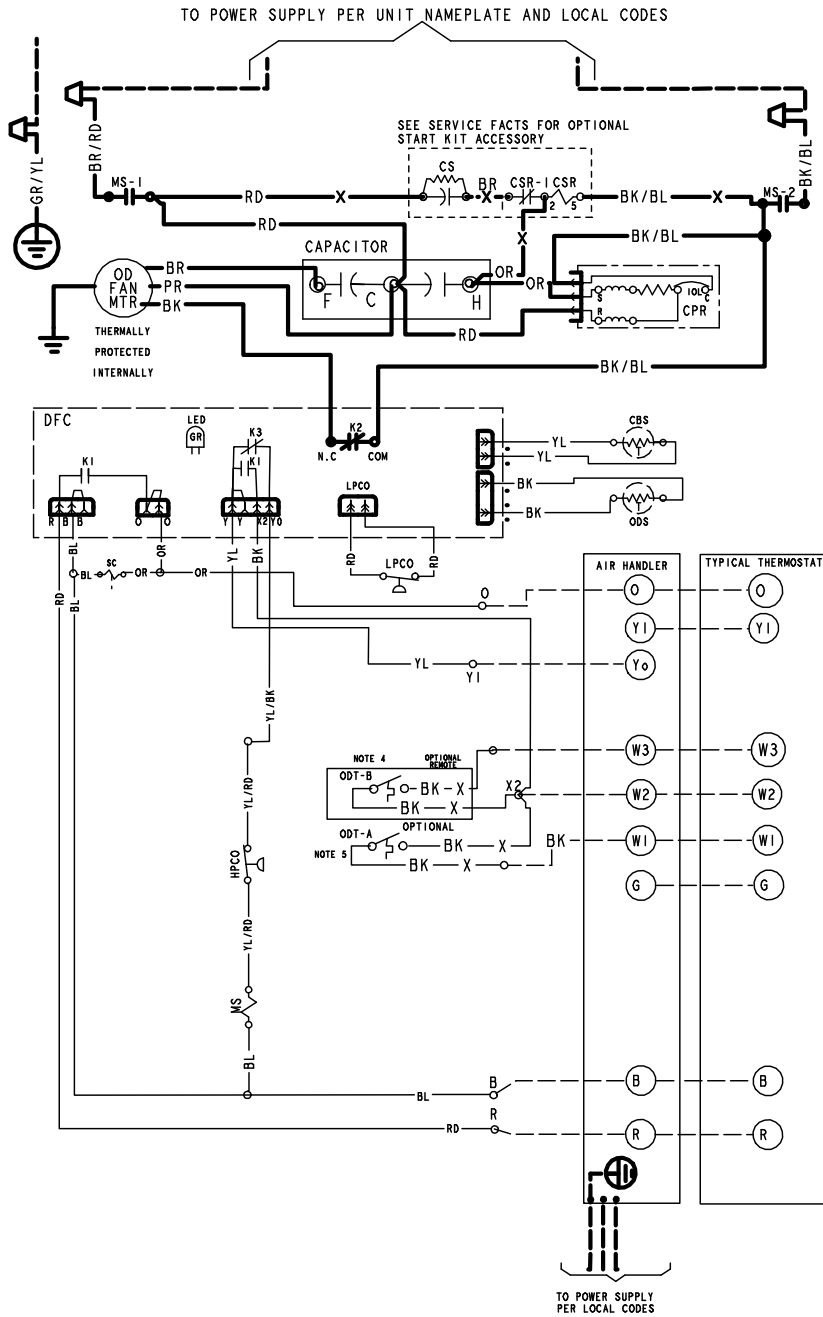 TO POWER SUPPLY PER UNIT NAMEPLATE AND LOCAL CODES
GR/YL
BR/RD
BK/BL
SEE SERVICE FACTS FOR OPTIONAL
START KIT ACCESSORY
CS
MS-1
RD
X
BR
X
CSR-1
CSR
1
2
5
BK/BL
X
MS-2
RD
X
BK/BL
CAPACITOR
OR
OR
F
C
H
OD
FAN
MTR
BR
PR
BK
S
R
IOL
C
CPR
RD
THERMALLY
PROTECTED
INTERNALLY
BK/BL
DFC
LED
GR
K3
K1
K2
N.C
COM
K1
LPCO
CBS
YL
YL
BK
BK
ODS
R
B
B
O
O
Y
Y
X2
YO
BL
OR
YL
BK
RD
RD
SC
BL
OR
OR
LPCO
RD
BL
AIR HANDLER
TYPICAL THERMOSTAT
O
O
O
Y1
Y1
YL
Y1
Yo
YL/BK
NOTE 4
OPTIONAL
REMOTE
W3
W3
ODT-B
BK
X
BK
X
X2
W2
W2
YL/RD
ODT-A
OPTIONAL
BK
X
BK
W1
W1
NOTE 5
BK
X
HPCO
G
G
YL/RD
MS
BL
B
B
B
BL
R
RD
R
R
TO POWER SUPPLY
PER LOCAL CODES